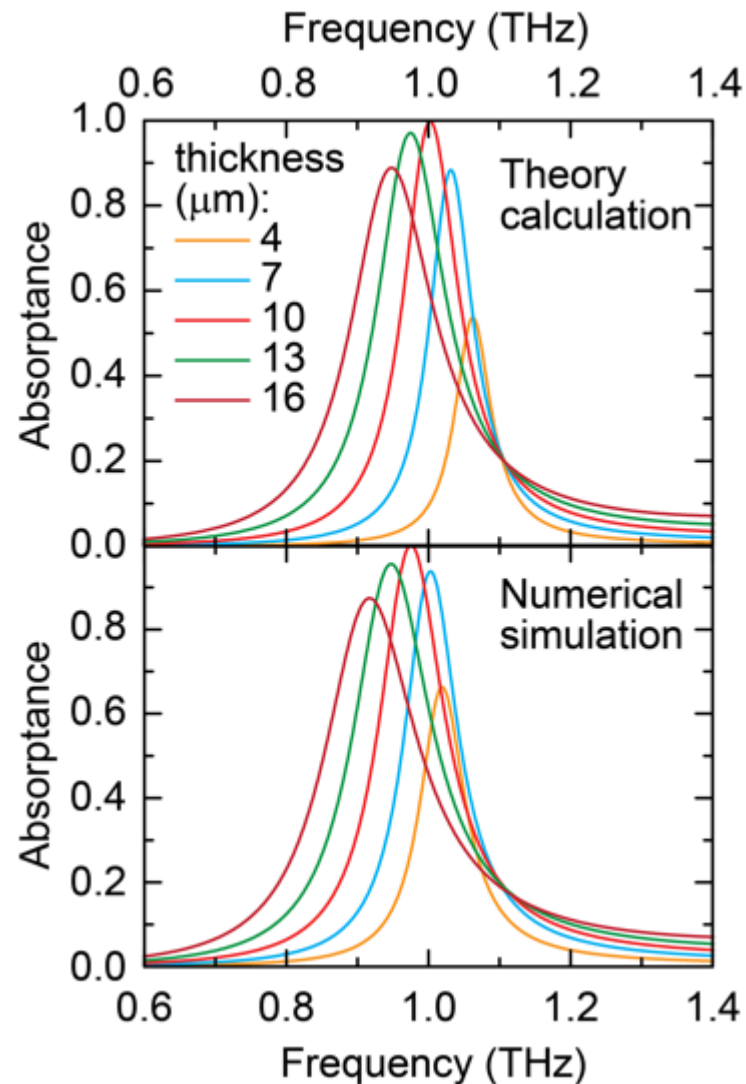 Frequency (THz)
0.6 0.8 1.0 1.2 1.4
1.0
0.8
0.6
0.4
0.2
0.0
Absorptance
thickness
(μm):
4
7
10
13
16
Theory
calculation
0.8
0.6
0.4
0.2
0.0
Absorptance
Numerical
simulation
0.6 0.8 1.0 1.2 1.4
Frequency (THz)